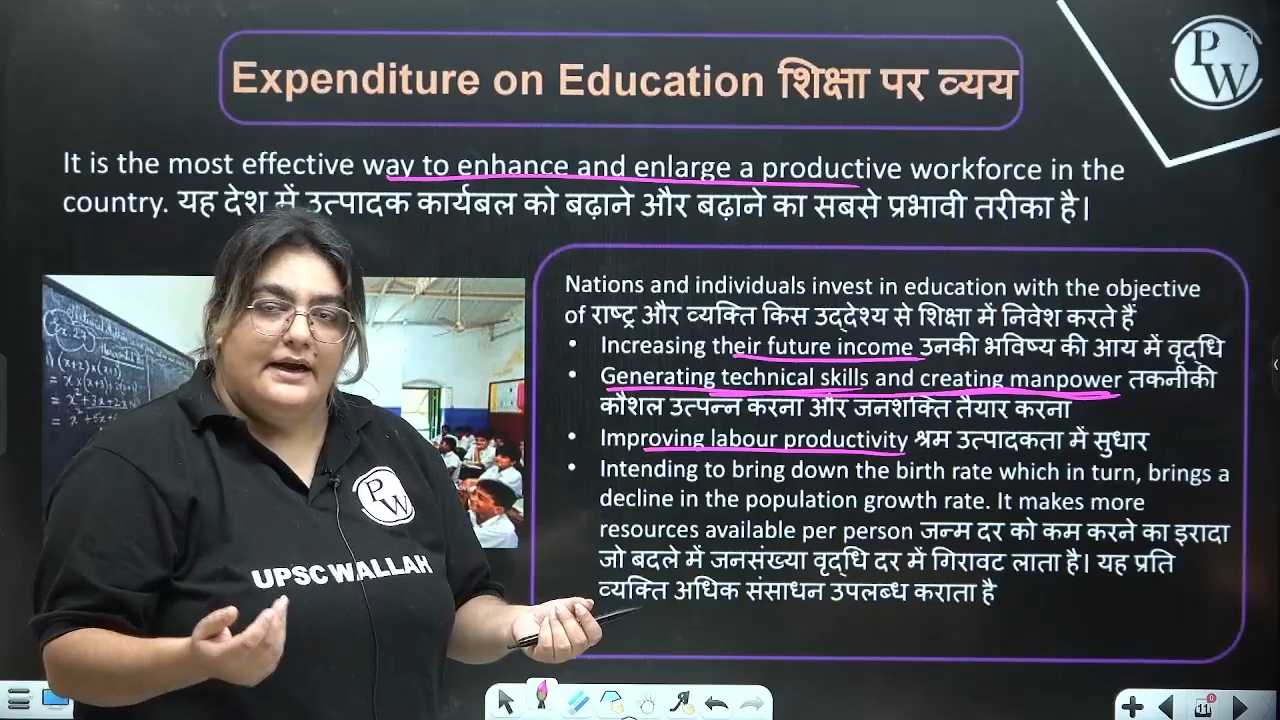 Expenditure on Education शिक्षा पर व्यय
PW
It is the most effective way to enhance and enlarge a productive workforce in the
country. यह देश में उत्पादक कार्यबल को बढ़ाने और बढ़ाने का सबसे प्रभावी तरीका है।
Nations and individuals invest in education with the objective
of राष्ट्र और व्यक्ति किस उद्देश्य से शिक्षा में निवेश करते हैं
• Increasing their future income उनकी भविष्य की आय में वृद्धि
• Generating technical skills and creating manpower तकनीकी
कौशल उत्पन्न करना और जनशक्ति तैयार करना
• Improving labour productivity श्रम उत्पादकता में सुधार
• Intending to bring down the birth rate which in turn, brings a
decline in the population growth rate. It makes more
resources available per person जन्म दर को कम करने का इरादा
जो बदले में जनसंख्या वृद्धि दर में गिरावट लाता है। यह प्रति
व्यक्ति अधिक संसाधन उपलब्ध कराता है
PW
UPSC WALLAH
11